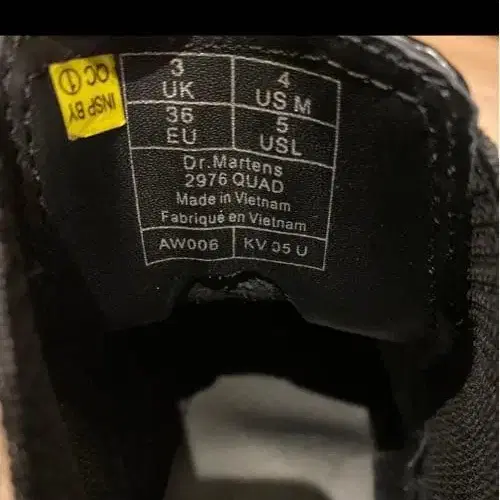 3 UK
4 US M
36 EU
5 USL
Dr.Martens
2976 QUAD
Made in Vietnam
Fabriqué en Vietnam
AW006
KV 05 U
INSP BY
QC 1